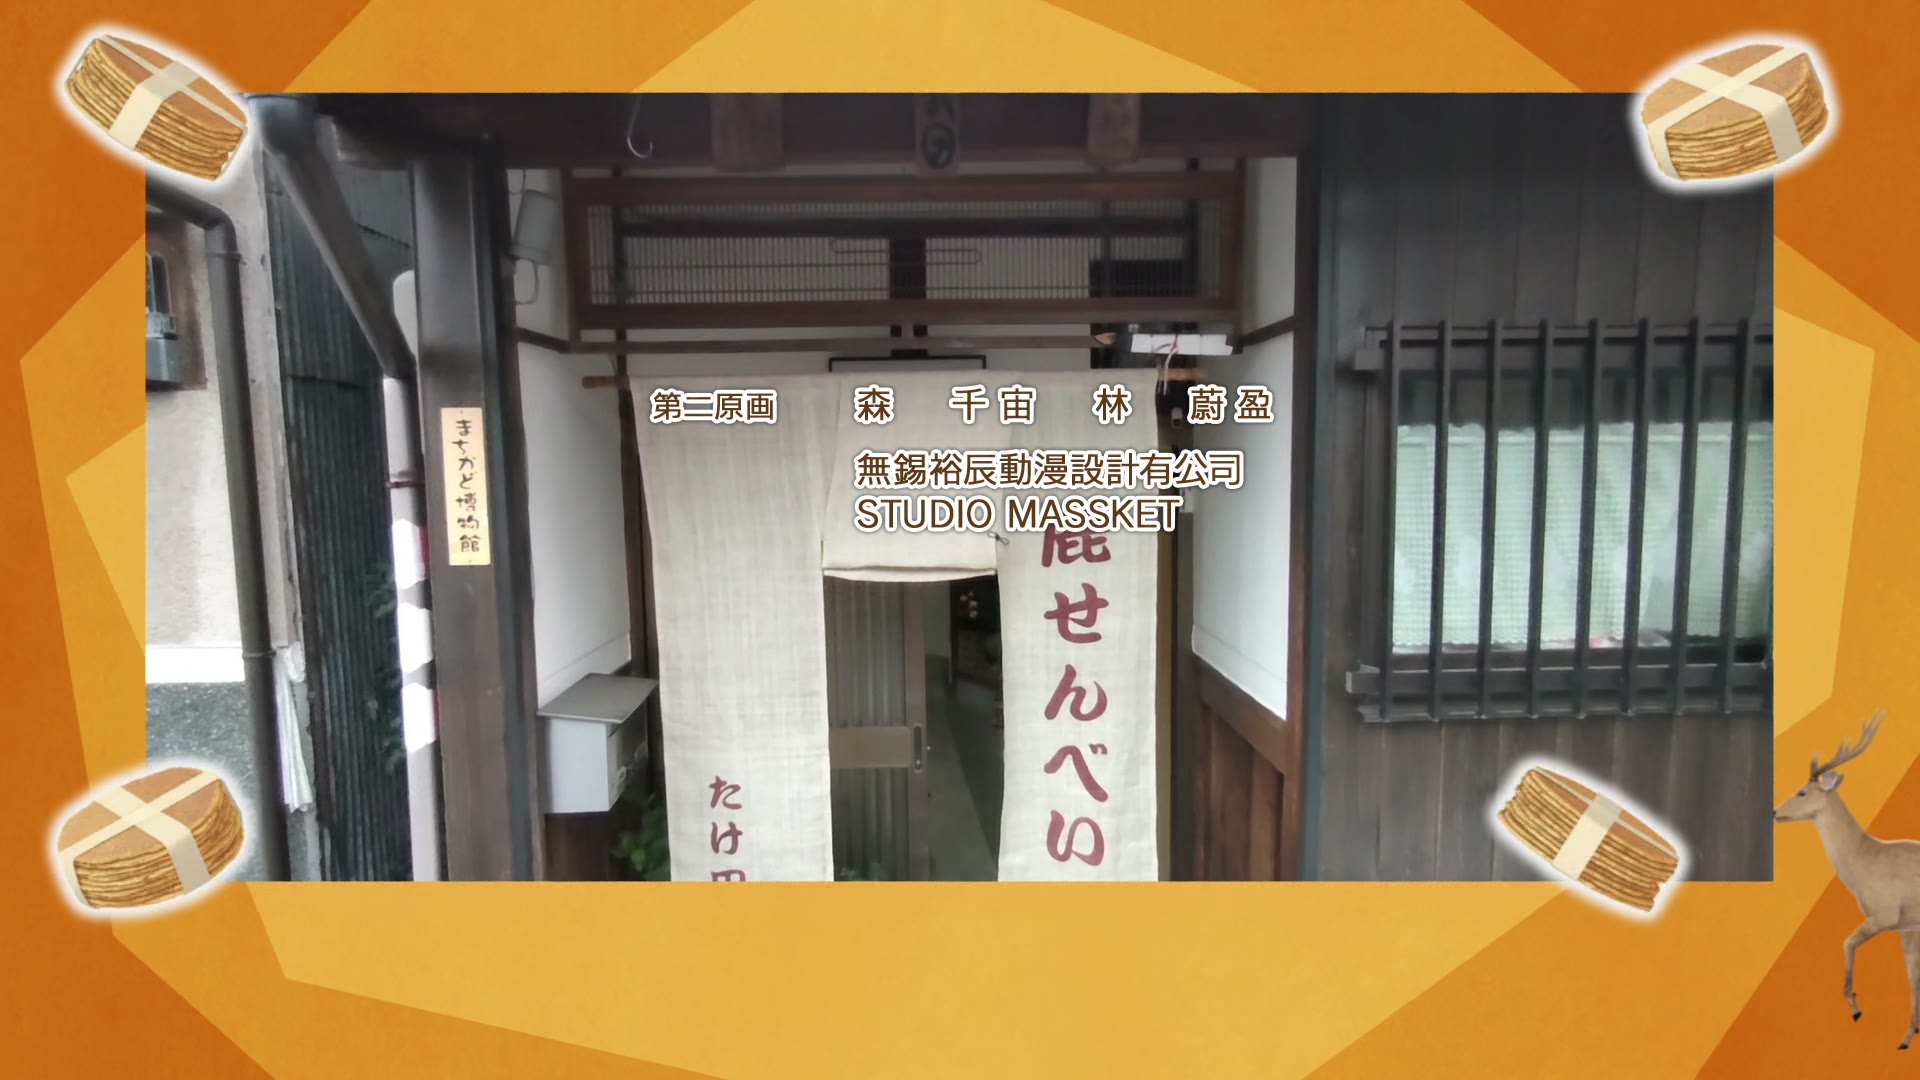 第二原画 森 千宙 林 蔚盈
無錫裕辰動漫設計有公司
STUDIO MASSKET
まちかど博物館
鹿せんべい
たけ田